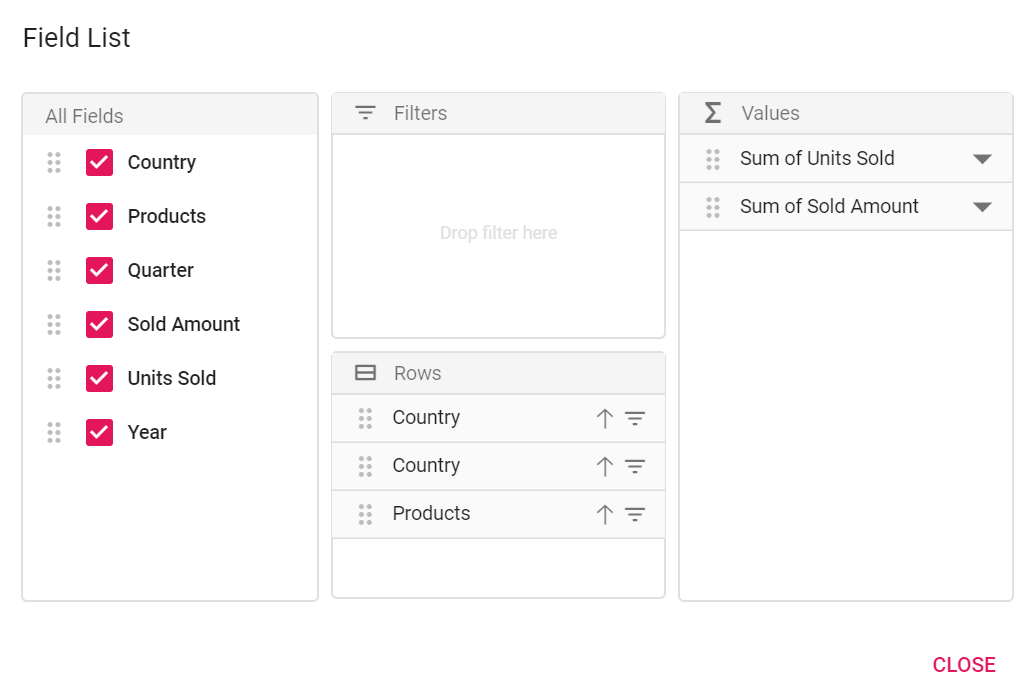 Field List
All Fields
Country
Products
Quarter
Sold Amount
Units Sold
Year
Filters
Drop filter here
Rows
Country
Country
Products
Values
Sum of Units Sold
Sum of Sold Amount
CLOSE